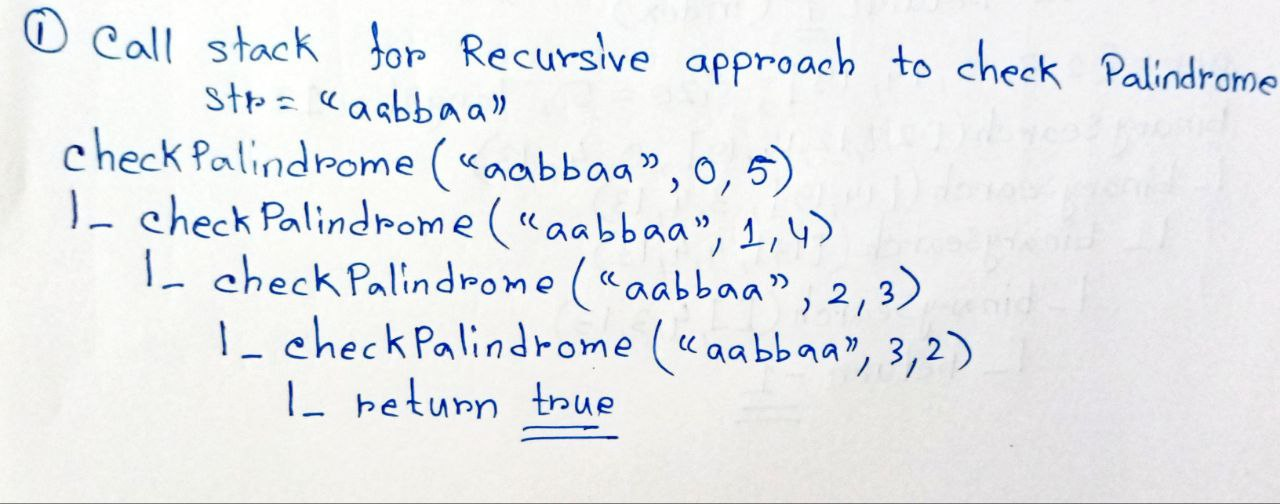 ① Call stack for Recursive approach to check Palindrome
str = “aabbaa”
checkPalindrome (“aabbaa”, 0, 5)
|_ checkPalindrome (“aabbaa”, 1, 4)
|_ checkPalindrome (“aabbaa”, 2, 3)
|_ checkPalindrome (“aabbaa”, 3, 2)
|_ return true